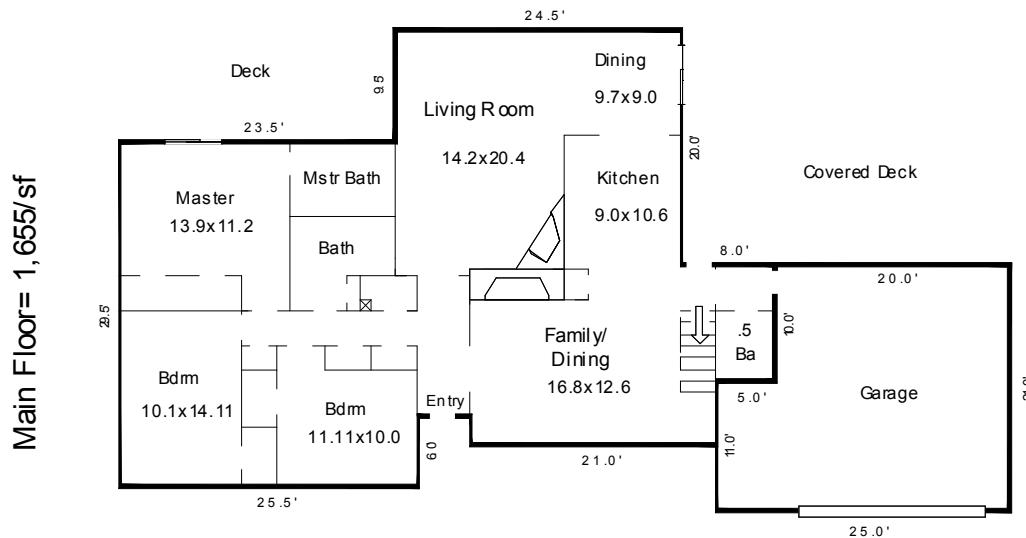 24.5'
Deck
9.5'
Dining
9.7x9.0
Living Room
14.2x20.4
23.5'
20.0'
Mstr Bath
Kitchen
9.0x10.6
Covered Deck
Master
13.9x11.2
Bath
8.0'
20.0'
Main Floor= 1,655/sf
29.5'
10.0'
Family/
Dining
16.8x12.6
.5
Ba
Bdrm
10.1x14.11
Entry
Bdrm
11.11x10.0
5.0'
Garage
6.0
11.0'
21.0'
25.5'
25.0'